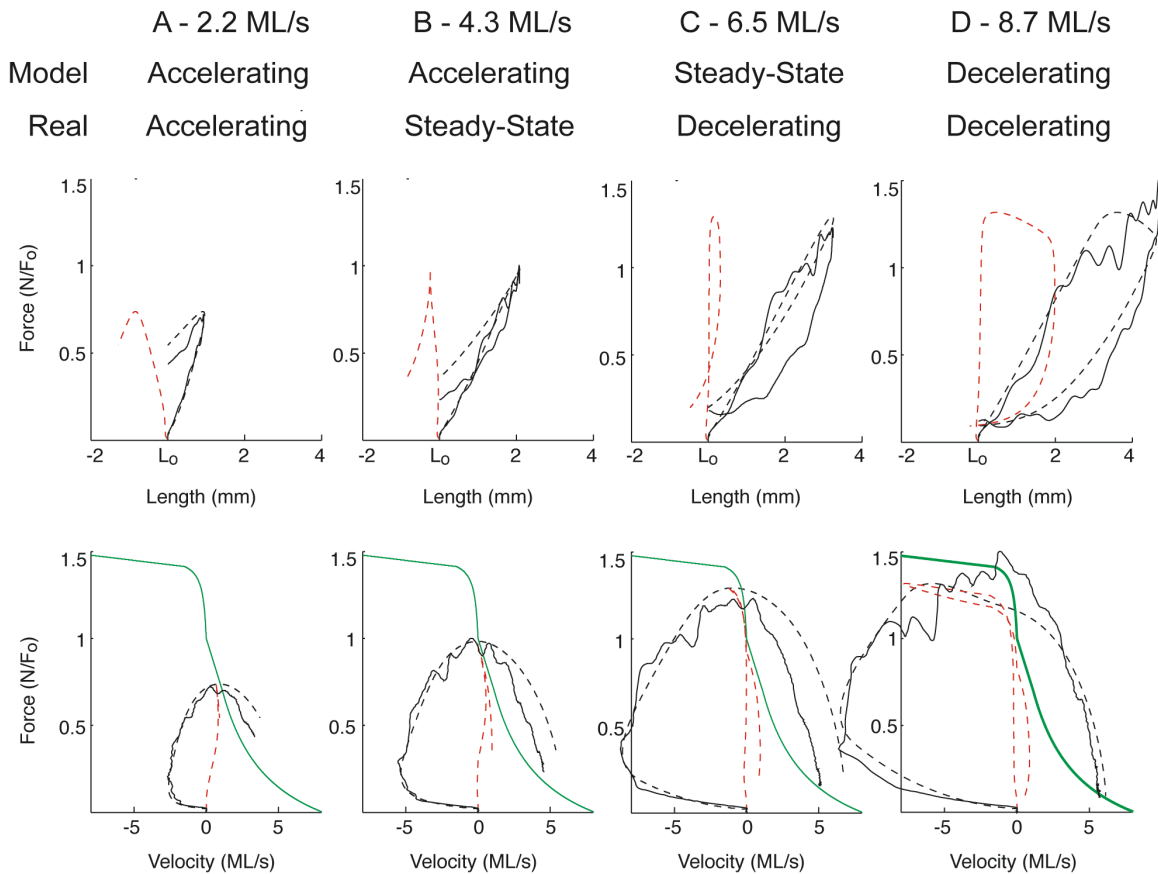 A - 2.2 ML/s B - 4.3 ML/s C - 6.5 ML/s D - 8.7 ML/s
Model Accelerating Accelerating Steady-State Decelerating
Real Accelerating Steady-State Decelerating Decelerating
1.5 1.5 1.5 1.5
1 1 1 1
0.5 0.5 0.5 0.5
Force (N/Fo)
-2 Lo 2 4 -2 Lo 2 4 -2 Lo 2 4 -2 Lo 2 4
Length (mm) Length (mm) Length (mm) Length (mm)
1.5 1.5 1.5 1.5
1 1 1 1
0.5 0.5 0.5 0.5
Force (N/Fo)
-5 0 5 -5 0 5 -5 0 5 -5 0 5
Velocity (ML/s) Velocity (ML/s) Velocity (ML/s) Velocity (ML/s)